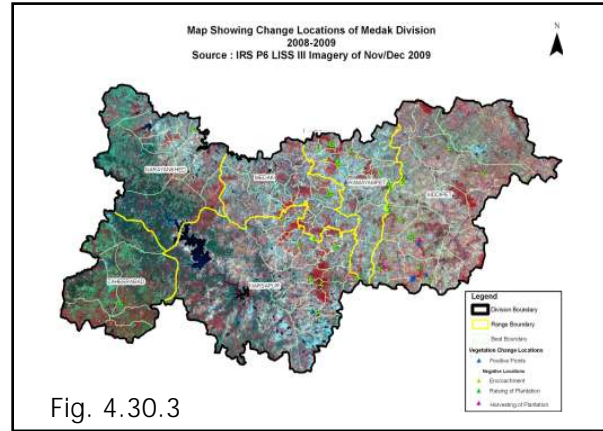 Map Showing Change Locations of Medak Division
2008-2009
Source : IRS P6 LISS III Imagery of Nov/Dec 2009
N
NARAYANKHED
MEDAK
RAMAYAMPET
SIDDIPET
ZAHEERABAD
NARSAPUR
Legend
Division Boundary
Range Boundary
Beat Boundary
Vegetation Change Locations
Positive Points
Negative Locations
Encroachment
Raising of Plantation
Harvesting of Plantation
Fig. 4.30.3